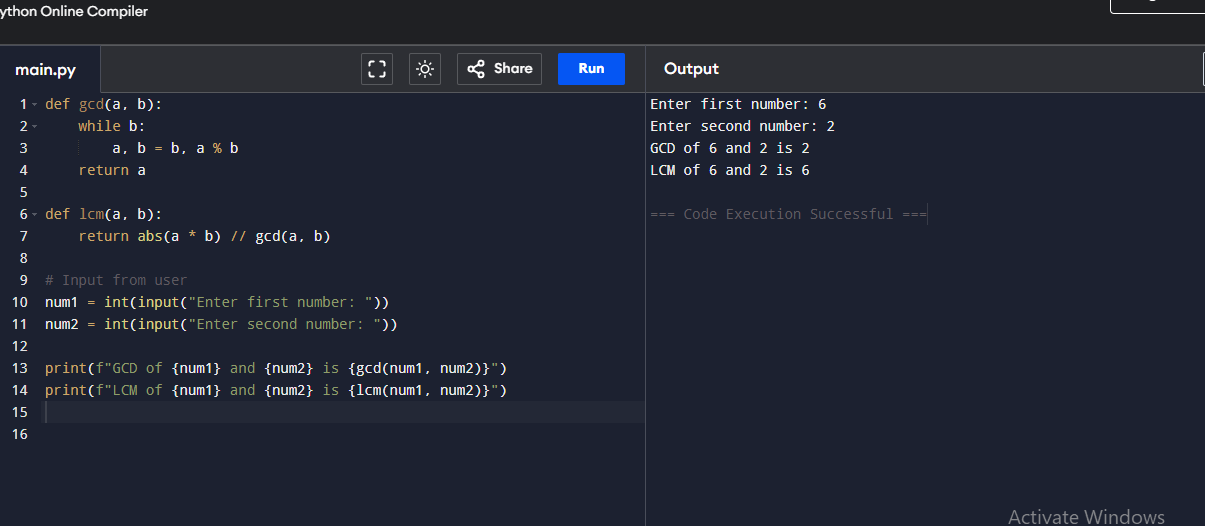 ython Online Compiler
main.py
Share
Run
Output
1 def gcd(a, b):
2     while b:
3         a, b = b, a % b
4     return a
5
6 def lcm(a, b):
7     return abs(a * b) // gcd(a, b)
8
9 # Input from user
10 num1 = int(input("Enter first number: "))
11 num2 = int(input("Enter second number: "))
12
13 print(f"GCD of {num1} and {num2} is {gcd(num1, num2)}")
14 print(f"LCM of {num1} and {num2} is {lcm(num1, num2)}")
15
16
Enter first number: 6
Enter second number: 2
GCD of 6 and 2 is 2
LCM of 6 and 2 is 6
=== Code Execution Successful ===
Activate Windows